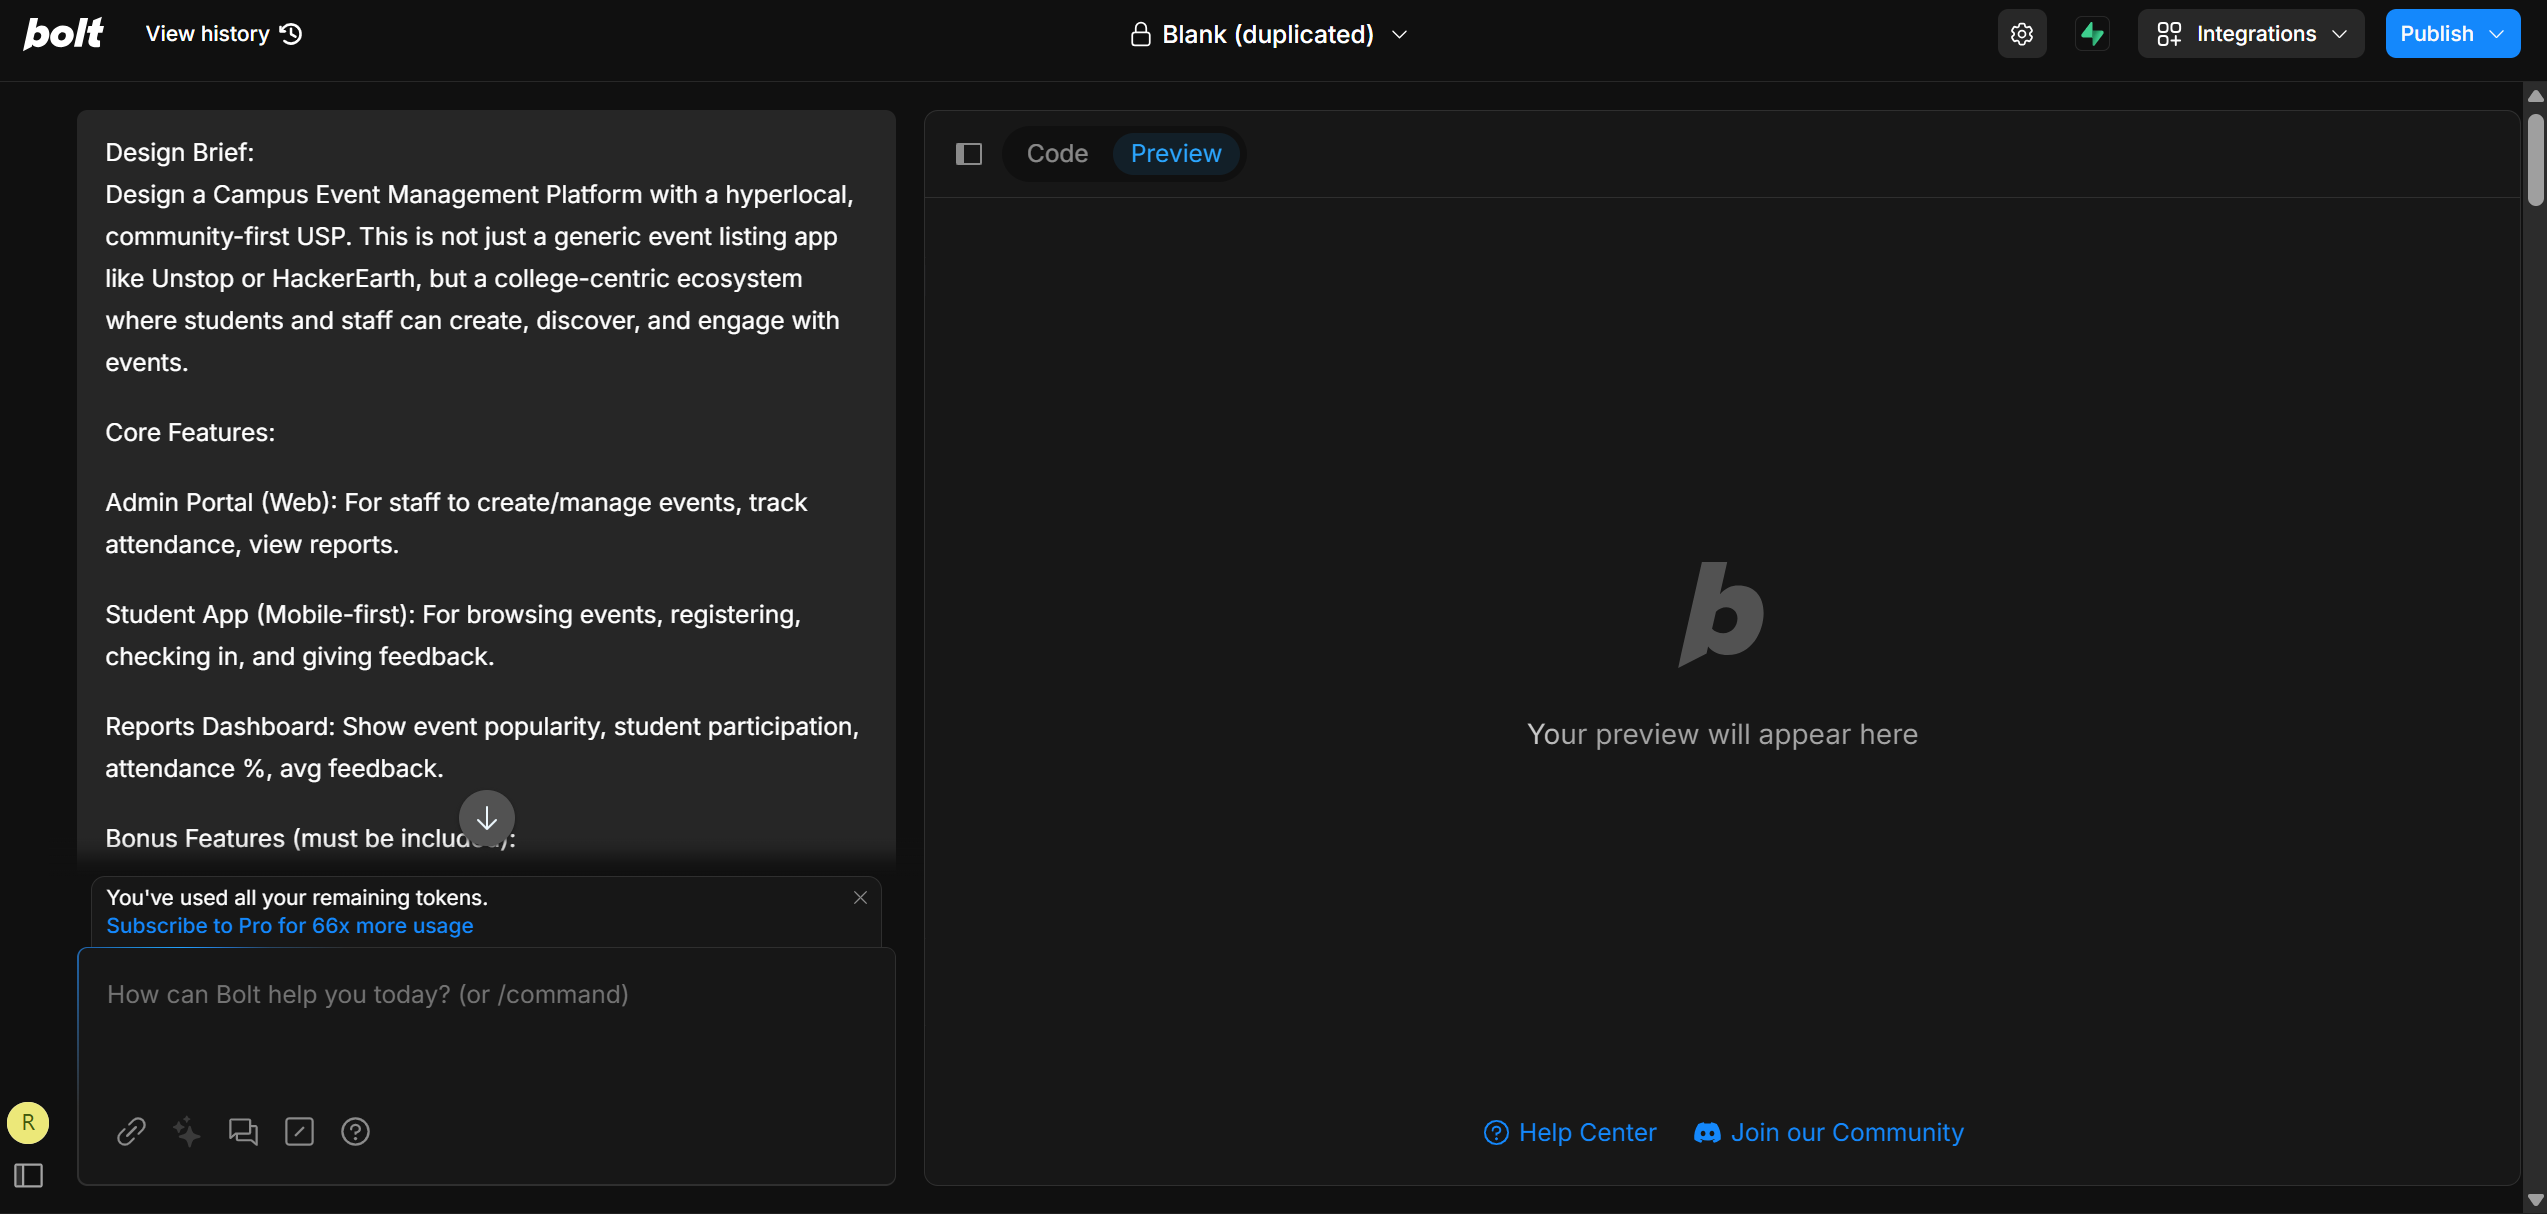 bolt
View history
Blank (duplicated)
Integrations
Publish
Design Brief:
Design a Campus Event Management Platform with a hyperlocal,
community-first USP. This is not just a generic event listing app
like Unstop or HackerEarth, but a college-centric ecosystem
where students and staff can create, discover, and engage with
events.
Core Features:
Admin Portal (Web): For staff to create/manage events, track
attendance, view reports.
Student App (Mobile-first): For browsing events, registering,
checking in, and giving feedback.
Reports Dashboard: Show event popularity, student participation,
attendance %, avg feedback.
Bonus Features (must be included):
You've used all your remaining tokens.
Subscribe to Pro for 66x more usage
How can Bolt help you today? (or /command)
R
Code
Preview
b
Your preview will appear here
Help Center
Join our Community